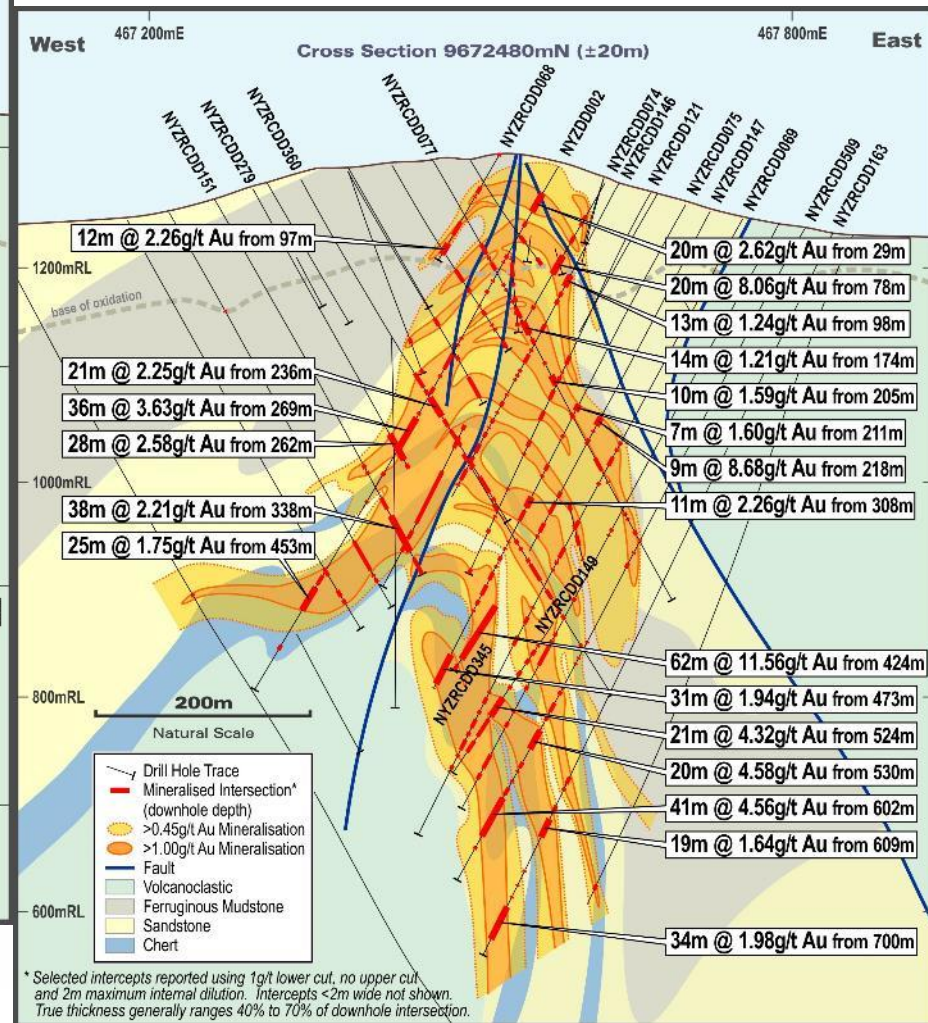 467 200mE
467 800mE
West
East
Cross Section 9672480mN (±20m)
NYZRCDD151
NYZRCDD279
NYZRCDD360
NYZRCDD077
NYZRCDD068
NYZDD002
NYZRCDD074
NYZRCDD146
NYZRCDD121
NYZRCDD075
NYZRCDD147
NYZRCDD069
NYZRCDD509
NYZRCDD163
12m @ 2.26g/t Au from 97m
20m @ 2.62g/t Au from 29m
1200mRL
20m @ 8.06g/t Au from 78m
base of oxidation
13m @ 1.24g/t Au from 98m
14m @ 1.21g/t Au from 174m
21m @ 2.25g/t Au from 236m
10m @ 1.59g/t Au from 205m
36m @ 3.63g/t Au from 269m
7m @ 1.60g/t Au from 211m
28m @ 2.58g/t Au from 262m
9m @ 8.68g/t Au from 218m
1000mRL
11m @ 2.26g/t Au from 308m
38m @ 2.21g/t Au from 338m
25m @ 1.75g/t Au from 453m
NYZRCDD149
NYZRCDD345
62m @ 11.56g/t Au from 424m
800mRL
31m @ 1.94g/t Au from 473m
200m
Natural Scale
21m @ 4.32g/t Au from 524m
20m @ 4.58g/t Au from 530m
41m @ 4.56g/t Au from 602m
19m @ 1.64g/t Au from 609m
Drill Hole Trace
Mineralised Intersection*
(downhole depth)
>0.45g/t Au Mineralisation
>1.00g/t Au Mineralisation
Fault
Volcanoclastic
Ferruginous Mudstone
Sandstone
Chert
600mRL
34m @ 1.98g/t Au from 700m
* Selected intercepts reported using 1g/t lower cut, no upper cut
and 2m maximum internal dilution. Intercepts <2m wide not shown.
True thickness generally ranges 40% to 70% of downhole intersection.